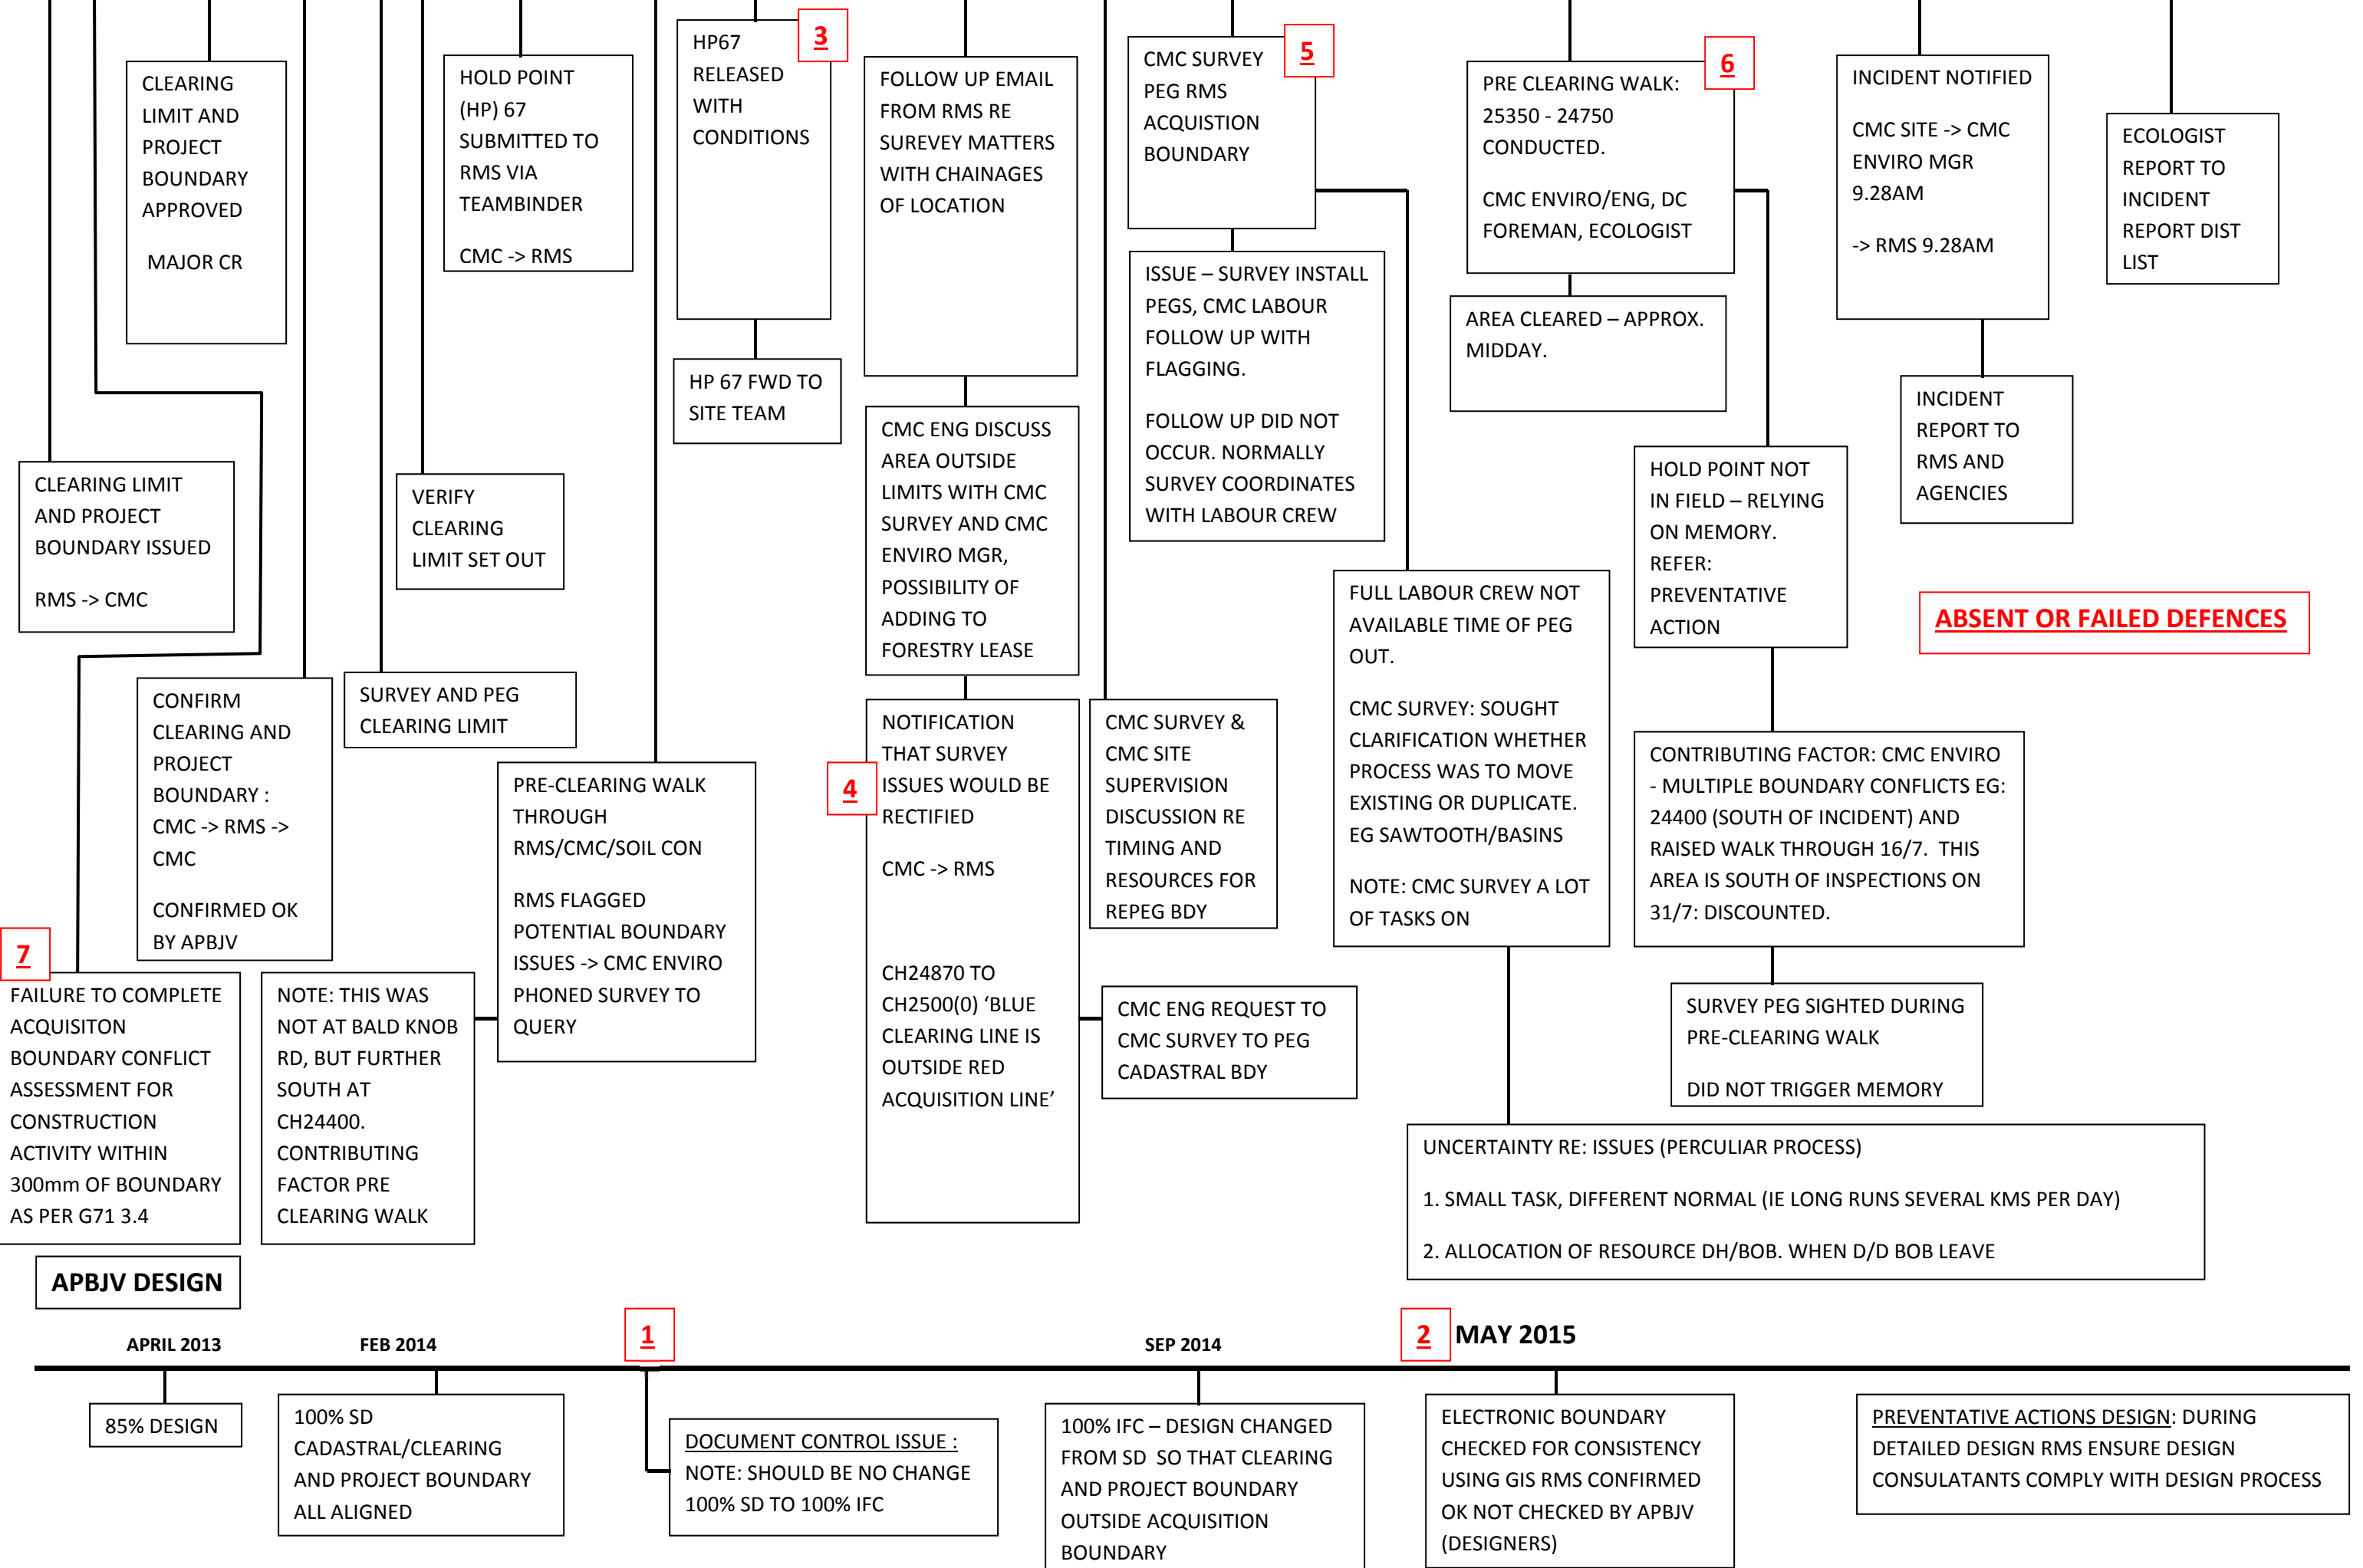 CLEARING
LIMIT AND
PROJECT
BOUNDARY
APPROVED
MAJOR CR
HOLD POINT
(HP) 67
SUBMITTED TO
RMS VIA
TEAMBINDER
CMC -> RMS
3
HP67
RELEASED
WITH
CONDITIONS
HP 67 FWD TO
SITE TEAM
FOLLOW UP EMAIL
FROM RMS RE
SUREVEY MATTERS
WITH CHAINAGES
OF LOCATION
5
CMC SURVEY
PEG RMS
ACQUISTION
BOUNDARY
ISSUE – SURVEY INSTALL
PEGS, CMC LABOUR
FOLLOW UP WITH
FLAGGING.
FOLLOW UP DID NOT
OCCUR. NORMALLY
SURVEY COORDINATES
WITH LABOUR CREW
6
PRE CLEARING WALK:
25350 - 24750
CONDUCTED.
CMC ENVIRO/ENG, DC
FOREMAN, ECOLOGIST
AREA CLEARED – APPROX.
MIDDAY.
INCIDENT NOTIFIED
CMC SITE -> CMC
ENVIRO MGR
9.28AM
-> RMS 9.28AM
ECOLOGIST
REPORT TO
INCIDENT
REPORT DIST
LIST
INCIDENT
REPORT TO
RMS AND
AGENCIES
CLEARING LIMIT
AND PROJECT
BOUNDARY ISSUED
RMS -> CMC
VERIFY
CLEARING
LIMIT SET OUT
CMC ENG DISCUSS
AREA OUTSIDE
LIMITS WITH CMC
SURVEY AND CMC
ENVIRO MGR,
POSSIBILITY OF
ADDING TO
FORESTRY LEASE
HOLD POINT NOT
IN FIELD – RELYING
ON MEMORY.
REFER:
PREVENTATIVE
ACTION
ABSENT OR FAILED DEFENCES
FULL LABOUR CREW NOT
AVAILABLE TIME OF PEG
OUT.
CMC SURVEY: SOUGHT
CLARIFICATION WHETHER
PROCESS WAS TO MOVE
EXISTING OR DUPLICATE.
EG SAWTOOTH/BASINS
NOTE: CMC SURVEY A LOT
OF TASKS ON
CONFIRM
CLEARING AND
PROJECT
BOUNDARY :
CMC -> RMS ->
CMC
CONFIRMED OK
BY APBJV
SURVEY AND PEG
CLEARING LIMIT
PRE-CLEARING WALK
THROUGH
RMS/CMC/SOIL CON
RMS FLAGGED
POTENTIAL BOUNDARY
ISSUES -> CMC ENVIRO
PHONED SURVEY TO
QUERY
4
NOTIFICATION
THAT SURVEY
ISSUES WOULD BE
RECTIFIED
CMC -> RMS
CH24870 TO
CH2500(0) ‘BLUE
CLEARING LINE IS
OUTSIDE RED
ACQUISITION LINE’
CMC SURVEY &
CMC SITE
SUPERVISION
DISCUSSION RE
TIMING AND
RESOURCES FOR
REPEG BDY
CMC ENG REQUEST TO
CMC SURVEY TO PEG
CADASTRAL BDY
CONTRIBUTING FACTOR: CMC ENVIRO
- MULTIPLE BOUNDARY CONFLICTS EG:
24400 (SOUTH OF INCIDENT) AND
RAISED WALK THROUGH 16/7. THIS
AREA IS SOUTH OF INSPECTIONS ON
31/7: DISCOUNTED.
SURVEY PEG SIGHTED DURING
PRE-CLEARING WALK
DID NOT TRIGGER MEMORY
7
FAILURE TO COMPLETE
ACQUISITON
BOUNDARY CONFLICT
ASSESSMENT FOR
CONSTRUCTION
ACTIVITY WITHIN
300mm OF BOUNDARY
AS PER G71 3.4
NOTE: THIS WAS
NOT AT BALD KNOB
RD, BUT FURTHER
SOUTH AT
CH24400.
CONTRIBUTING
FACTOR PRE
CLEARING WALK
UNCERTAINTY RE: ISSUES (PERCULIAR PROCESS)
1. SMALL TASK, DIFFERENT NORMAL (IE LONG RUNS SEVERAL KMS PER DAY)
2. ALLOCATION OF RESOURCE DH/BOB. WHEN D/D BOB LEAVE
APBJV DESIGN
APRIL 2013
FEB 2014
1
SEP 2014
2
MAY 2015
85% DESIGN
100% SD
CADASTRAL/CLEARING
AND PROJECT BOUNDARY
ALL ALIGNED
DOCUMENT CONTROL ISSUE :
NOTE: SHOULD BE NO CHANGE
100% SD TO 100% IFC
100% IFC – DESIGN CHANGED
FROM SD SO THAT CLEARING
AND PROJECT BOUNDARY
OUTSIDE ACQUISITION
BOUNDARY
ELECTRONIC BOUNDARY
CHECKED FOR CONSISTENCY
USING GIS RMS CONFIRMED
OK NOT CHECKED BY APBJV
(DESIGNERS)
PREVENTATIVE ACTIONS DESIGN: DURING
DETAILED DESIGN RMS ENSURE DESIGN
CONSULATANTS COMPLY WITH DESIGN PROCESS